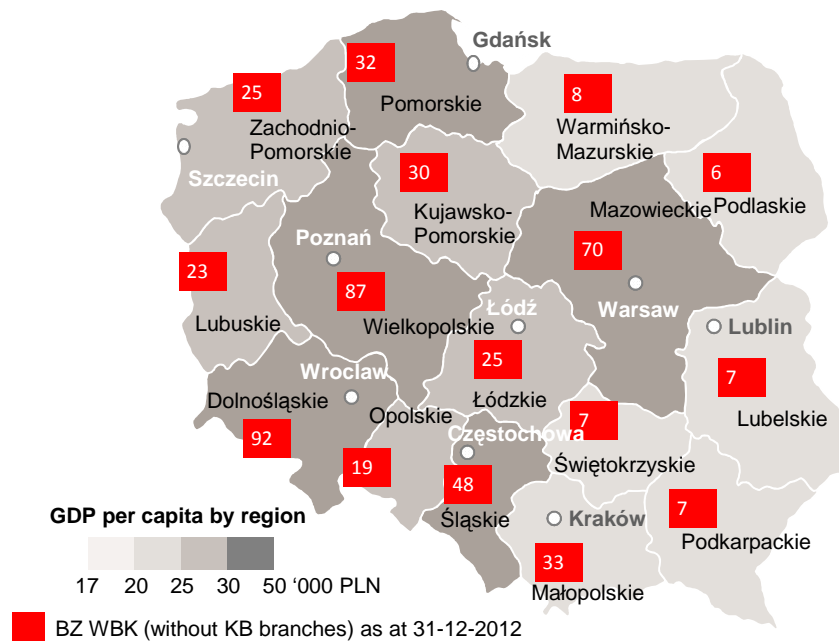 Gdańsk
32
Pomorskie
25
Zachodnio-
Pomorskie
8
Warmińsko-
Mazurskie
Szczecin
30
Kujawsko-
Pomorskie
6
Podlaskie
Mazowieckie
70
Warsaw
Poznań
87
Wielkopolskie
23
Lubuskie
Łódź
25
Łódzkie
Lublin
7
Lubelskie
Wroclaw
Dolnośląskie
92
Opolskie
19
Częstochowa
48
Śląskie
7
Świętokrzyskie
Kraków
33
Małopolskie
7
Podkarpackie
GDP per capita by region
17 20 25 30 50 ‘000 PLN
BZ WBK (without KB branches) as at 31-12-2012